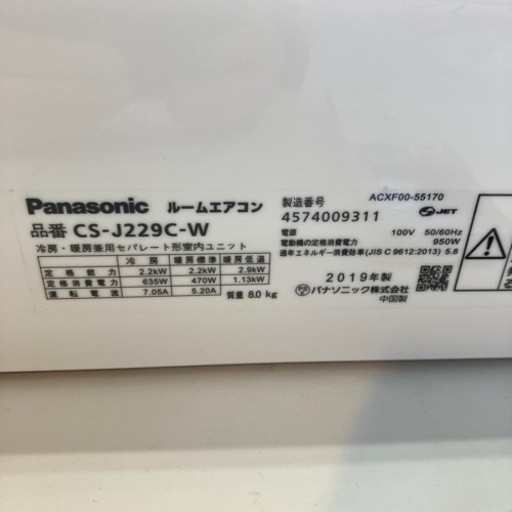 Panasonic ルームエアコン
品番 CS-J229C-W
冷房・暖房兼用セパレート形室内ユニット
冷房 暖房標準 暖房低温
定格能力 2.2kW 2.2kW 2.9kW
定格消費電力 635W 470W 1.13kW
運転電流 7.05A 5.20A
質量 8.0 kg
ACXF00-55170
製造番号
4574009311
JET
電源 100V 50/60Hz
電動機の定格消費電力 950W
通年エネルギー消費効率(JIS C 9612:2013) 5.8
2019年製
PS E パナソニック株式会社
中国製